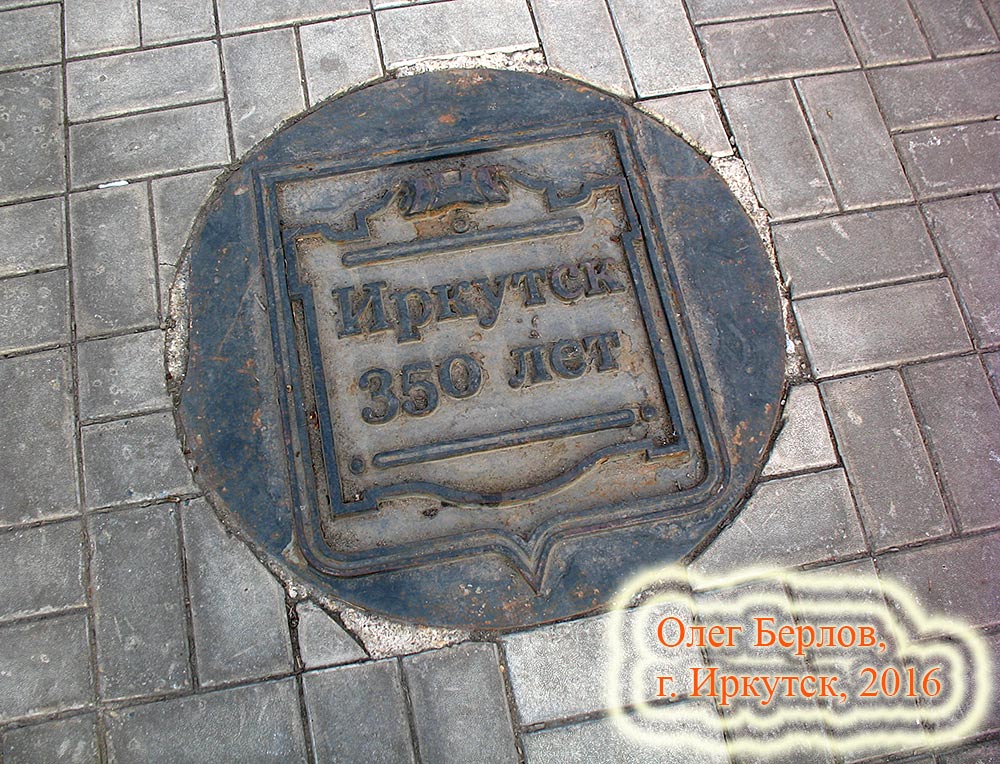 Иркутск
350 лет
Олег Берлов,
г. Иркутск, 2016